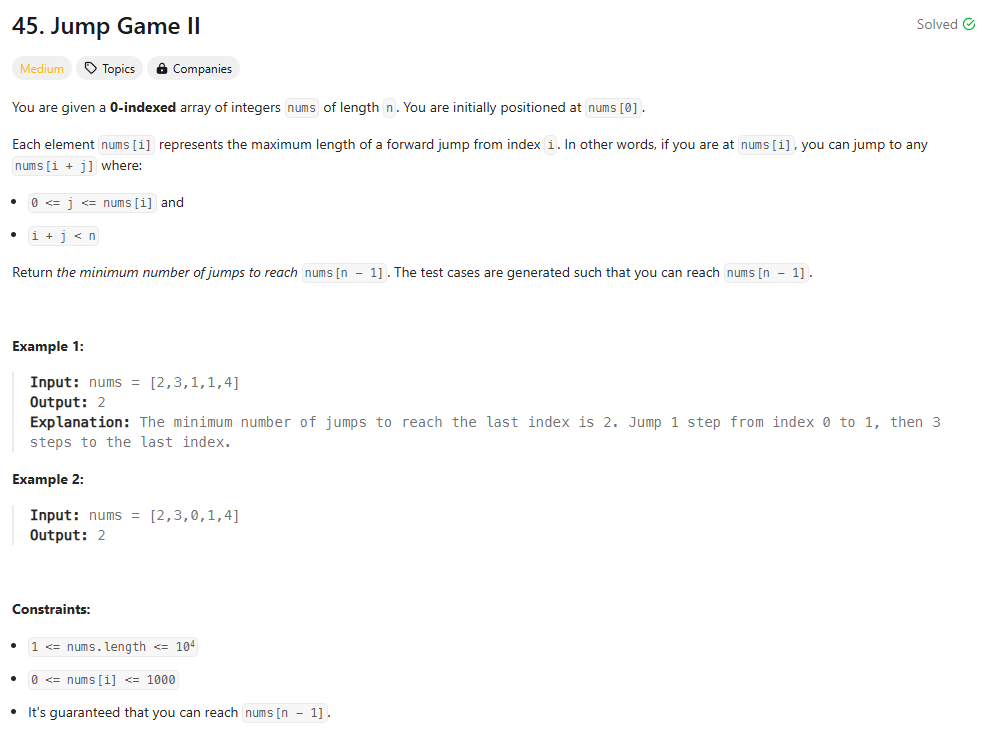 45. Jump Game II
Solved
Medium Topics Companies
You are given a 0-indexed array of integers nums of length n. You are initially positioned at nums[0].
Each element nums[i] represents the maximum length of a forward jump from index i. In other words, if you are at nums[i], you can jump to any
nums[i + j] where:
• 0 <= j <= nums[i] and
• i + j < n
Return the minimum number of jumps to reach nums[n - 1]. The test cases are generated such that you can reach nums[n - 1].
Example 1:
Input: nums = [2,3,1,1,4]
Output: 2
Explanation: The minimum number of jumps to reach the last index is 2. Jump 1 step from index 0 to 1, then 3
steps to the last index.
Example 2:
Input: nums = [2,3,0,1,4]
Output: 2
Constraints:
• 1 <= nums.length <= 10⁴
• 0 <= nums[i] <= 1000
• It's guaranteed that you can reach nums[n - 1].